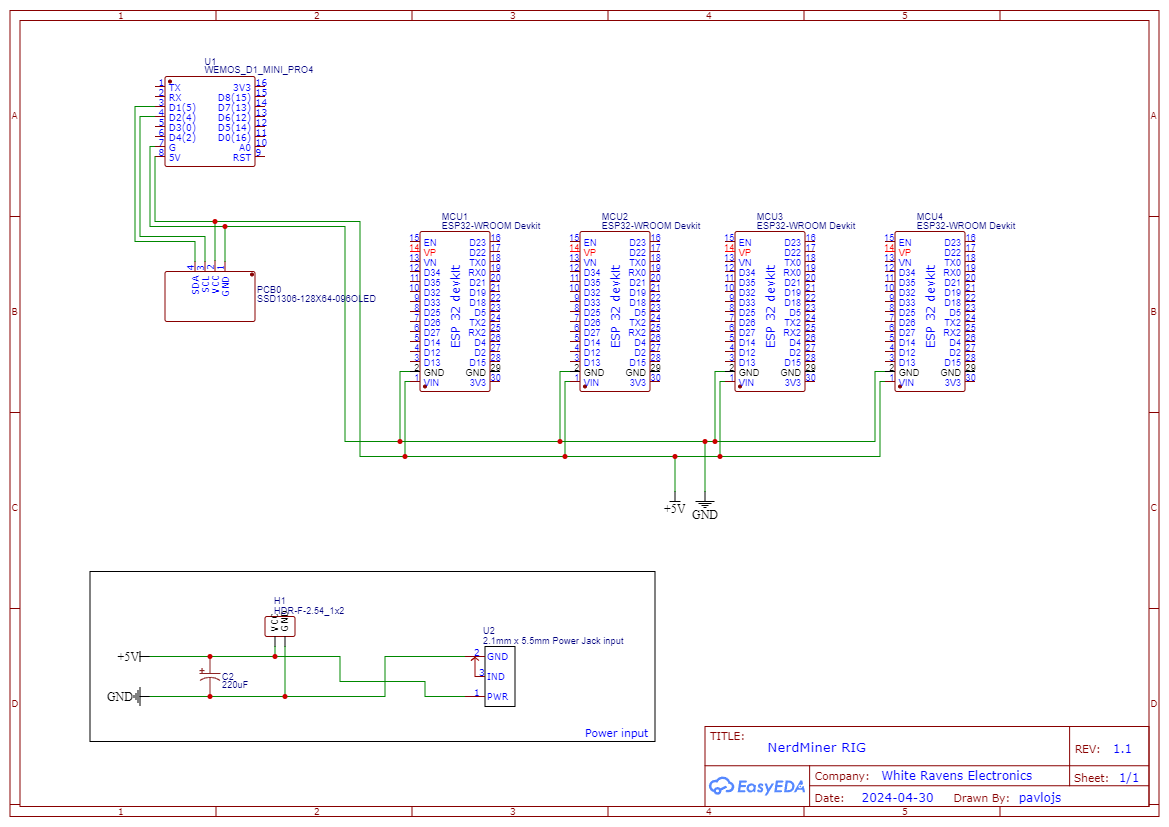 1 2 3 4 5
A A
B B
C C
D D
U1
WEMOS_D1_MINI_PRO4
1 TX 3V3 16
2 RX D8(15) 15
3 D1(5) D7(13) 14
4 D2(4) D6(12) 13
5 D3(0) D5(14) 12
6 D4(2) D0(16) 11
7 G A0 10
8 5V RST 9
4 3 2 1
SDA SCL VCC GND
PCB0
SSD1306-128X64-096OLED
MCU1
ESP32-WROOM Devkit
15 EN D23 16
14 VP D22 17
13 VN TX0 18
12 D34 RX0 19
11 D35 D21 20
10 D32 D19 21
9 D33 D18 22
8 D25 D5 23
7 D26 TX2 24
6 D27 RX2 25
5 D14 D4 26
4 D12 D2 27
3 D13 D15 28
2 GND GND 29
1 VIN 3V3 30
ESP 32 devkit
MCU2
ESP32-WROOM Devkit
15 EN D23 16
14 VP D22 17
13 VN TX0 18
12 D34 RX0 19
11 D35 D21 20
10 D32 D19 21
9 D33 D18 22
8 D25 D5 23
7 D26 TX2 24
6 D27 RX2 25
5 D14 D4 26
4 D12 D2 27
3 D13 D15 28
2 GND GND 29
1 VIN 3V3 30
ESP 32 devkit
MCU3
ESP32-WROOM Devkit
15 EN D23 16
14 VP D22 17
13 VN TX0 18
12 D34 RX0 19
11 D35 D21 20
10 D32 D19 21
9 D33 D18 22
8 D25 D5 23
7 D26 TX2 24
6 D27 RX2 25
5 D14 D4 26
4 D12 D2 27
3 D13 D15 28
2 GND GND 29
1 VIN 3V3 30
ESP 32 devkit
MCU4
ESP32-WROOM Devkit
15 EN D23 16
14 VP D22 17
13 VN TX0 18
12 D34 RX0 19
11 D35 D21 20
10 D32 D19 21
9 D33 D18 22
8 D25 D5 23
7 D26 TX2 24
6 D27 RX2 25
5 D14 D4 26
4 D12 D2 27
3 D13 D15 28
2 GND GND 29
1 VIN 3V3 30
ESP 32 devkit
+5V GND
H1
HDR-F-2.54_1x2
VCC GND
U2
2.1mm x 5.5mm Power Jack input
2 GND
3 IND
1 PWR
+5V
+ C2
220uF
GND
Power input
TITLE:
NerdMiner RIG
REV: 1.1
EasyEDA
Company: White Ravens Electronics
Sheet: 1/1
Date: 2024-04-30 Drawn By: pavlojs
1 2 3 4 5